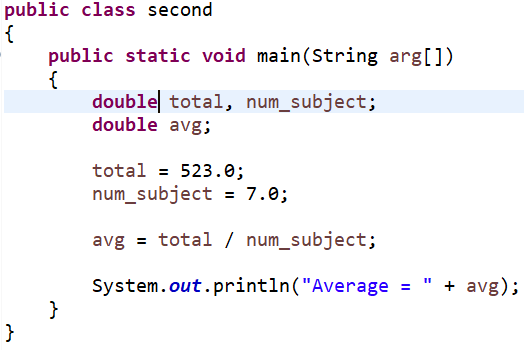 public class second
{
public static void main(String arg[])
{
double total, num_subject;
double avg;
total = 523.0;
num_subject = 7.0;
avg = total / num_subject;
System.out.println("Average = " + avg);
}
}